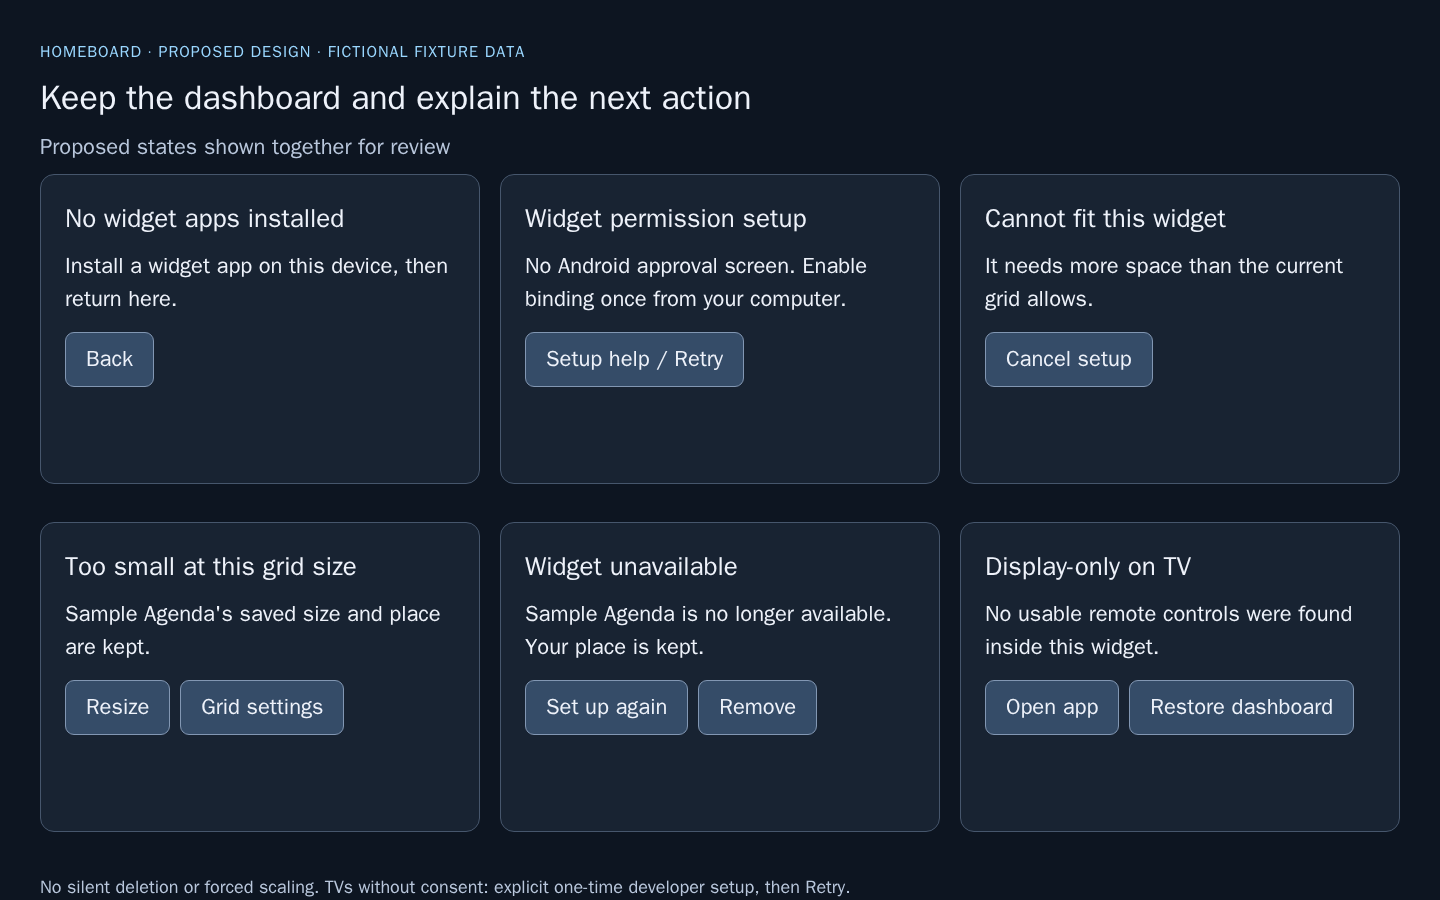 HOMEBOARD · PROPOSED DESIGN · FICTIONAL FIXTURE DATA
Keep the dashboard and explain the next action
Proposed states shown together for review
No widget apps installed
Install a widget app on this device, then
return here.
Back
Widget permission setup
No Android approval screen. Enable
binding once from your computer.
Setup help / Retry
Cannot fit this widget
It needs more space than the current
grid allows.
Cancel setup
Too small at this grid size
Sample Agenda's saved size and place
are kept.
Resize
Grid settings
Widget unavailable
Sample Agenda is no longer available.
Your place is kept.
Set up again
Remove
Display-only on TV
No usable remote controls were found
inside this widget.
Open app
Restore dashboard
No silent deletion or forced scaling. TVs without consent: explicit one-time developer setup, then Retry.